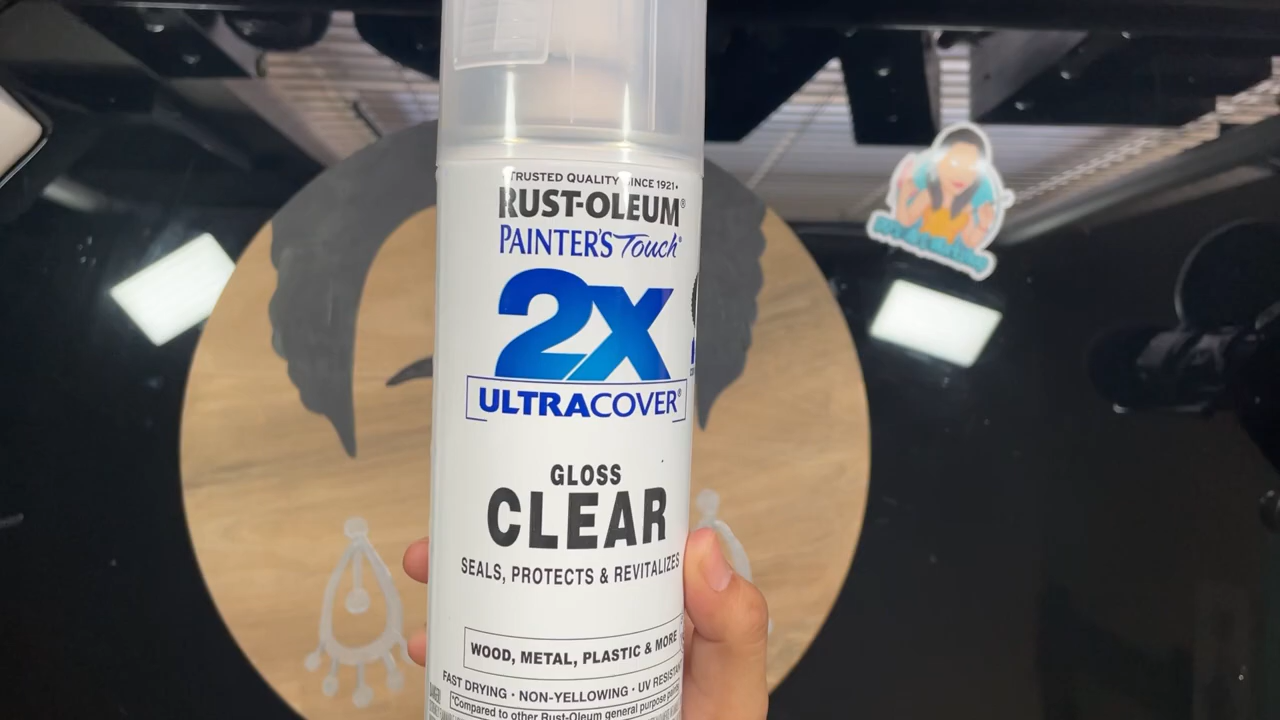 TRUSTED QUALITY SINCE 1921
RUST-OLEUM®
PAINTER'S Touch®
2X
ULTRACOVER®
GLOSS
CLEAR
SEALS, PROTECTS & REVITALIZES
WOOD, METAL, PLASTIC & MORE
FAST DRYING · NON-YELLOWING · UV RESISTANT
*Compared to other Rust-Oleum general purpose paints